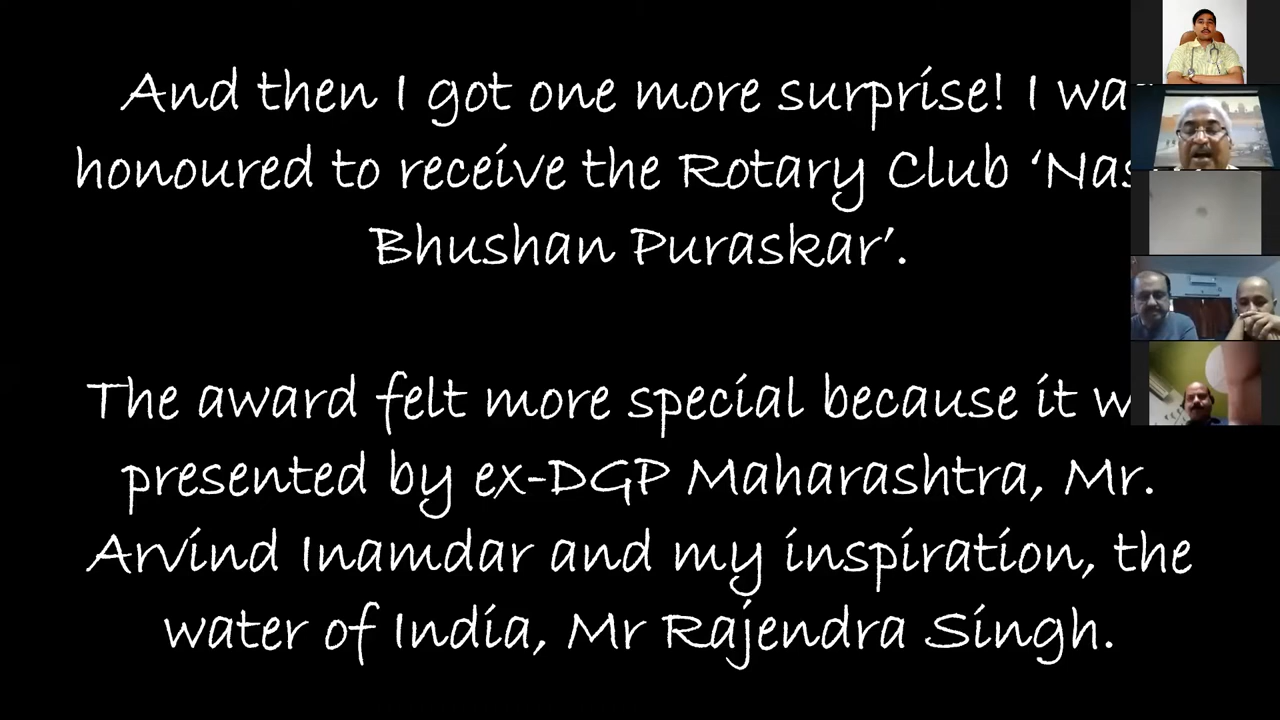 And then I got one more surprise! I was
honoured to receive the Rotary Club ‘
Bhushan Puraskar’.
The award felt more special because it
presented by ex-DGP Maharashtra, Mr.
Arvind Inamdar and my inspiration, the
water of India, Mr Rajendra Singh.